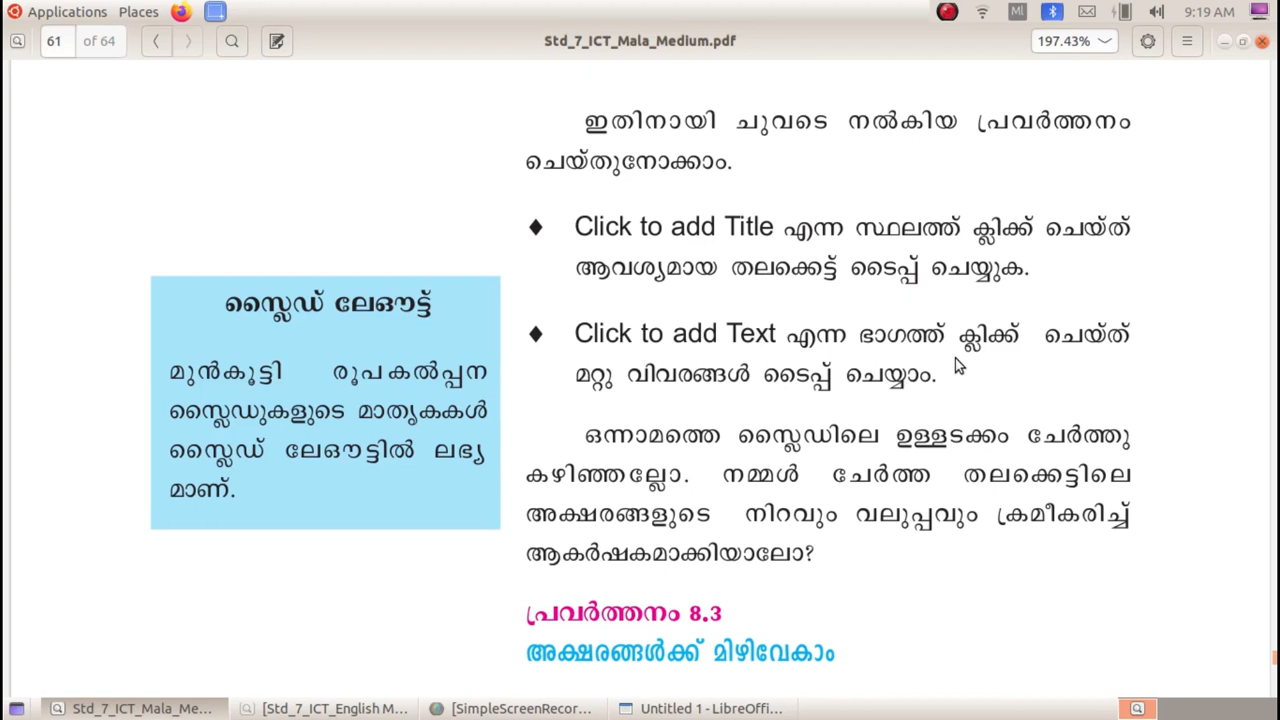 Applications Places Ml 9:19 AM
61 of 64 Std_7_ICT_Mala_Medium.pdf 197.43%
ഇതിനായി ചുവടെ നൽകിയ പ്രവർത്തനം
ചെയ്തുനോക്കാം.
♦ Click to add Title എന്ന സ്ഥലത്ത് ക്ലിക്ക് ചെയ്ത്
ആവശ്യമായ തലക്കെട്ട് ടൈപ്പ് ചെയ്യുക.
♦ Click to add Text എന്ന ഭാഗത്ത് ക്ലിക്ക് ചെയ്ത്
മറ്റു വിവരങ്ങൾ ടൈപ്പ് ചെയ്യാം.
ഒന്നാമത്തെ സ്ലൈഡിലെ ഉള്ളടക്കം ചേർത്തു
കഴിഞ്ഞല്ലോ. നമ്മൾ ചേർത്ത തലക്കെട്ടിലെ
അക്ഷരങ്ങളുടെ നിറവും വലുപ്പവും ക്രമീകരിച്ച്
ആകർഷകമാക്കിയാലോ?
പ്രവർത്തനം 8.3
അക്ഷരങ്ങൾക്ക് മിഴിവേകാം
സ്ലൈഡ് ലേഔട്ട്
മുൻകൂട്ടി രൂപകൽപ്പന
സ്ലൈഡുകളുടെ മാതൃകകൾ
സ്ലൈഡ് ലേഔട്ടിൽ ലഭ്യ
മാണ്.
Std_7_ICT_Mala_Me... [Std_7_ICT_English M... [SimpleScreenRecor... Untitled 1 - LibreOffi...